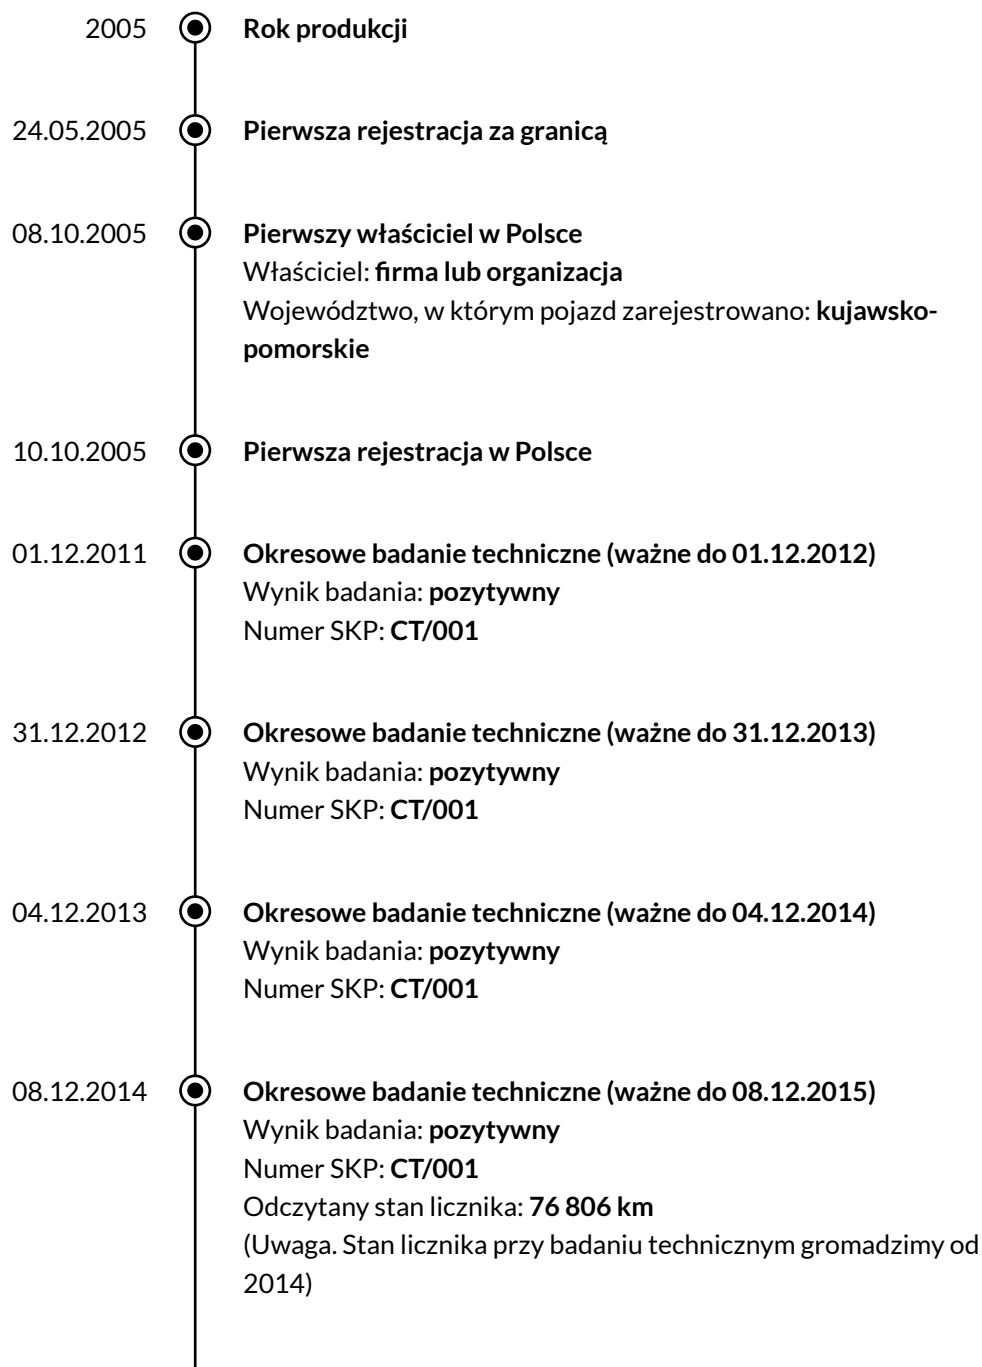 2005 Rok produkcji
24.05.2005 Pierwsza rejestracja za granicą
08.10.2005 Pierwszy właściciel w Polsce
Właściciel: firma lub organizacja
Województwo, w którym pojazd zarejestrowano: kujawsko-
pomorskie
10.10.2005 Pierwsza rejestracja w Polsce
01.12.2011 Okresowe badanie techniczne (ważne do 01.12.2012)
Wynik badania: pozytywny
Numer SKP: CT/001
31.12.2012 Okresowe badanie techniczne (ważne do 31.12.2013)
Wynik badania: pozytywny
Numer SKP: CT/001
04.12.2013 Okresowe badanie techniczne (ważne do 04.12.2014)
Wynik badania: pozytywny
Numer SKP: CT/001
08.12.2014 Okresowe badanie techniczne (ważne do 08.12.2015)
Wynik badania: pozytywny
Numer SKP: CT/001
Odczytany stan licznika: 76 806 km
(Uwaga. Stan licznika przy badaniu technicznym gromadzimy od
2014)